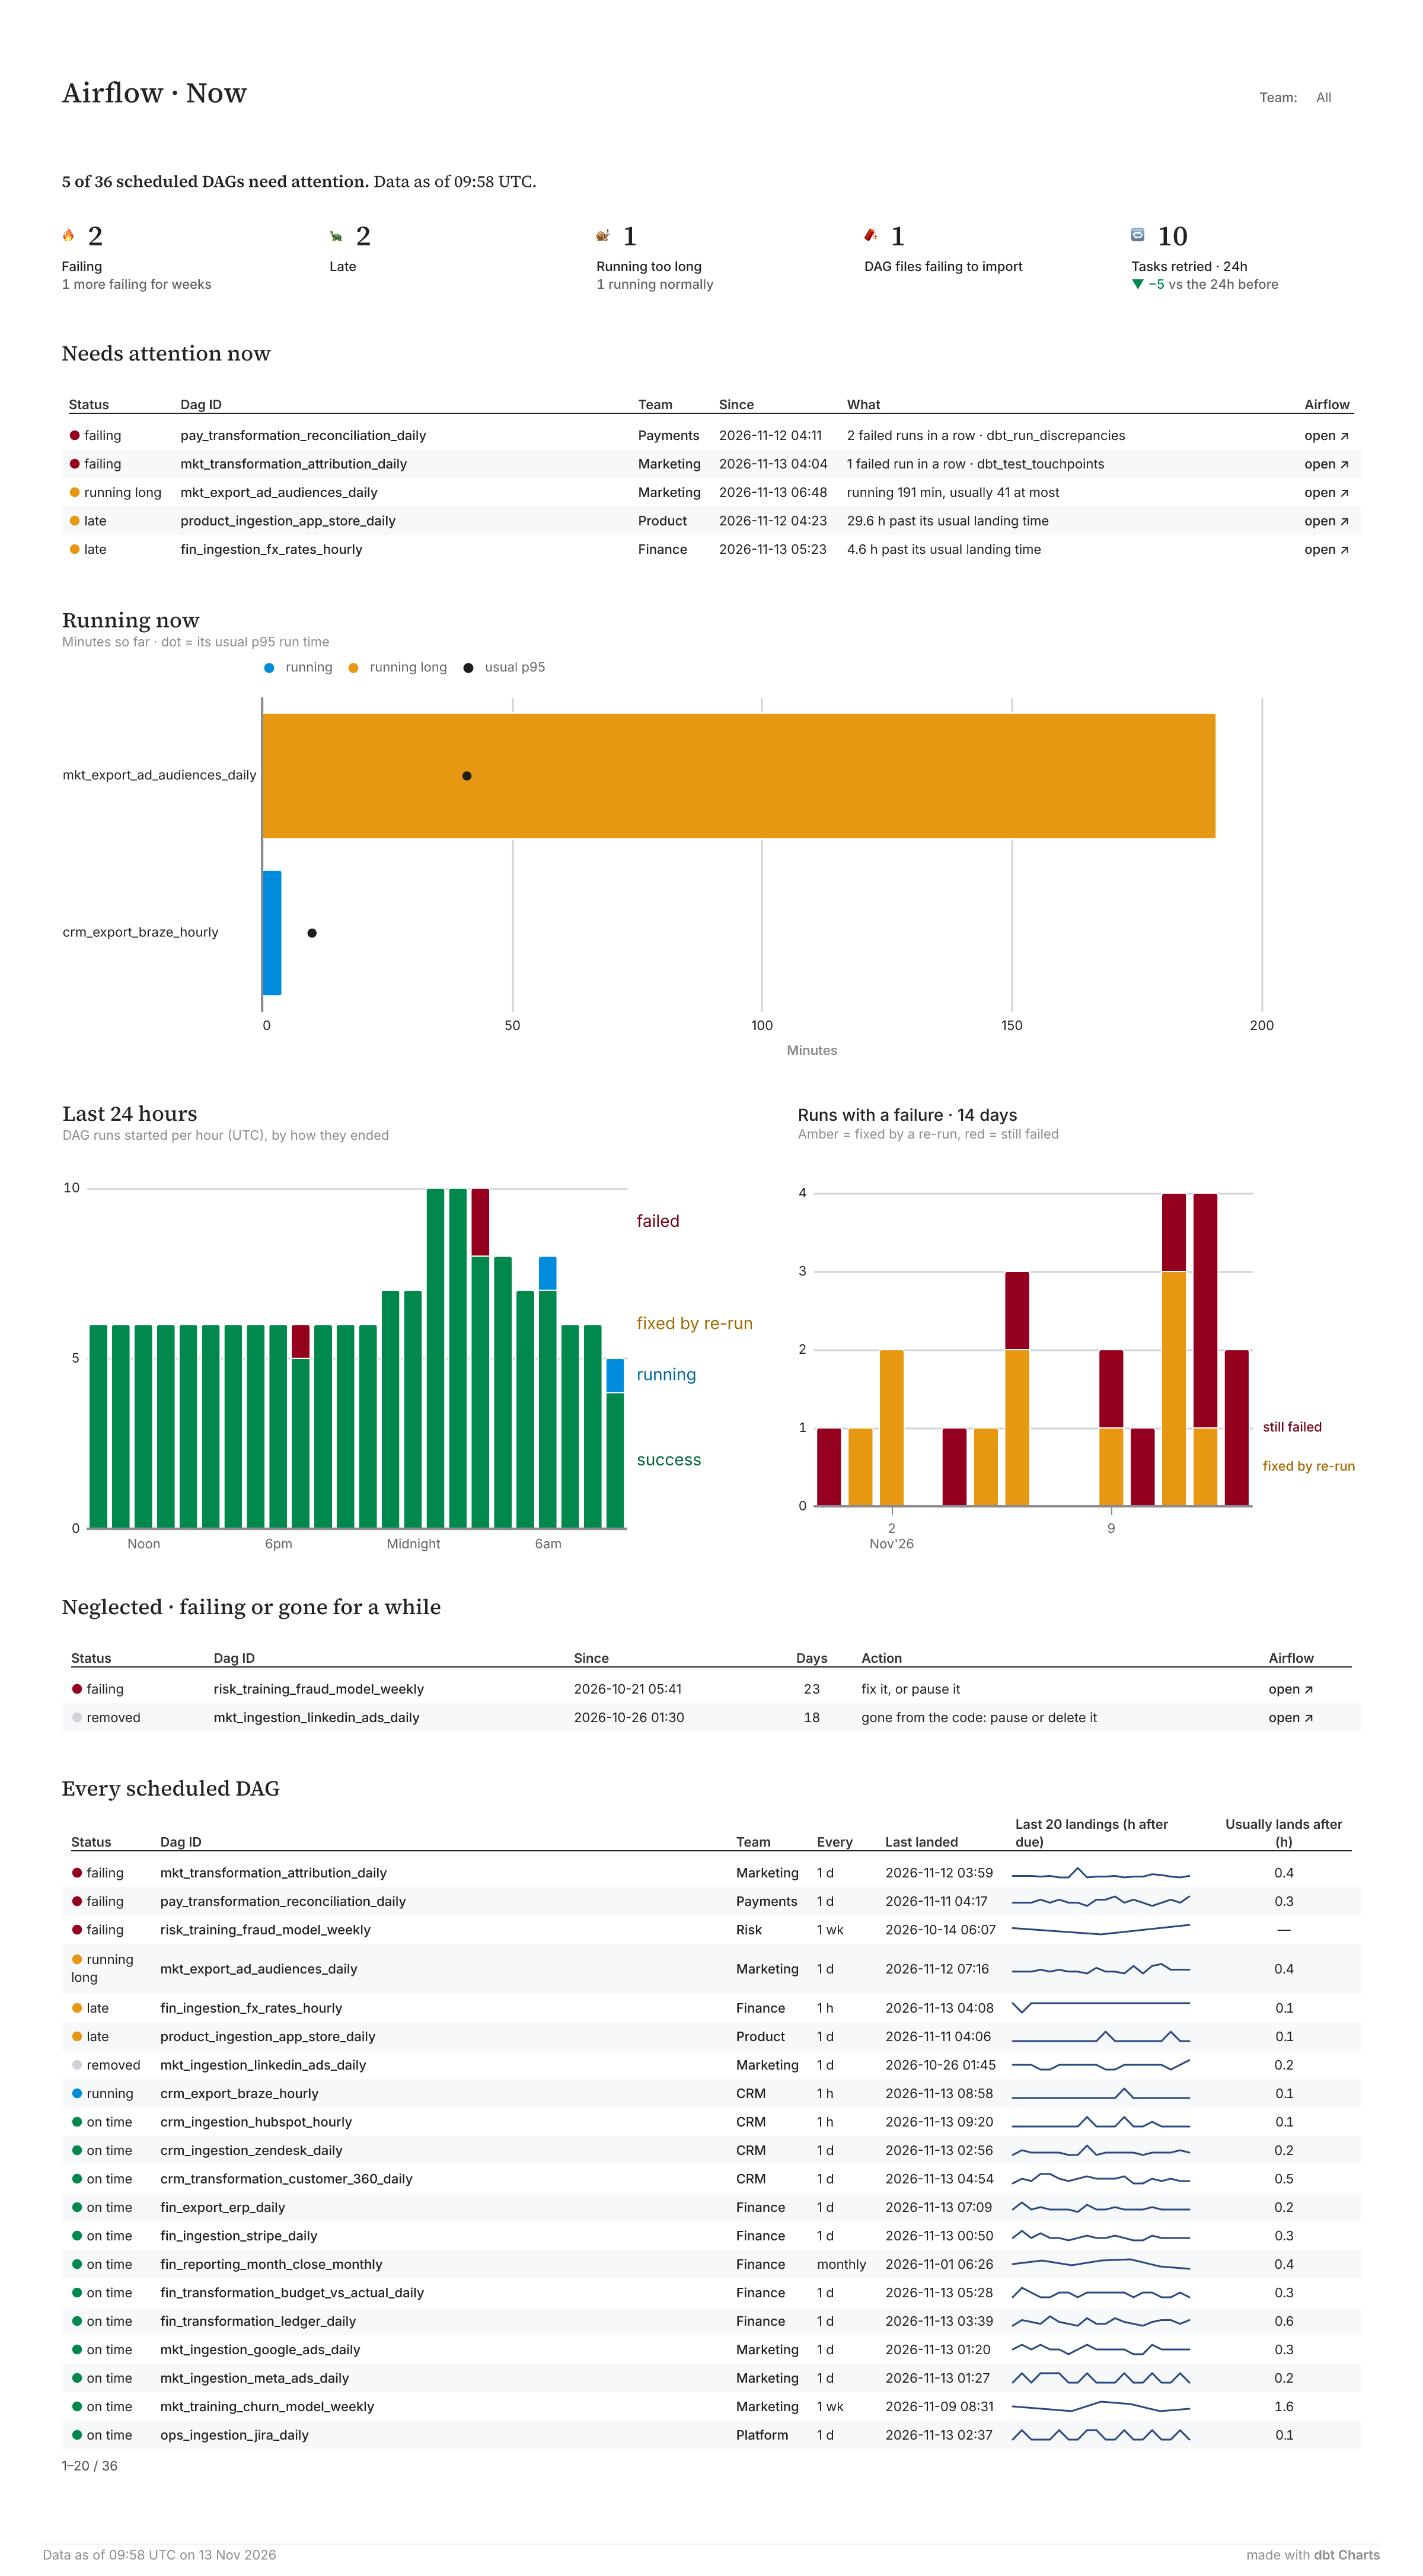 Airflow · Now
Team: All
5 of 36 scheduled DAGs need attention. Data as of 09:58 UTC.
2
Failing
1 more failing for weeks
2
Late
1
Running too long
1 running normally
1
DAG files failing to import
10
Tasks retried · 24h
▼ −5 vs the 24h before
Needs attention now
Status Dag ID Team Since What Airflow
failing pay_transformation_reconciliation_daily Payments 2026-11-12 04:11 2 failed runs in a row · dbt_run_discrepancies open ↗
failing mkt_transformation_attribution_daily Marketing 2026-11-13 04:04 1 failed run in a row · dbt_test_touchpoints open ↗
running long mkt_export_ad_audiences_daily Marketing 2026-11-13 06:48 running 191 min, usually 41 at most open ↗
late product_ingestion_app_store_daily Product 2026-11-12 04:23 29.6 h past its usual landing time open ↗
late fin_ingestion_fx_rates_hourly Finance 2026-11-13 05:23 4.6 h past its usual landing time open ↗
Running now
Minutes so far · dot = its usual p95 run time
running running long usual p95
mkt_export_ad_audiences_daily
crm_export_braze_hourly
0 50 100 150 200
Minutes
Last 24 hours
DAG runs started per hour (UTC), by how they ended
10
5
0
failed
fixed by re-run
running
success
Noon 6pm Midnight 6am
Runs with a failure · 14 days
Amber = fixed by a re-run, red = still failed
4
3
2
1
0
still failed
fixed by re-run
2 9
Nov'26
Neglected · failing or gone for a while
Status Dag ID Since Days Action Airflow
failing risk_training_fraud_model_weekly 2026-10-21 05:41 23 fix it, or pause it open ↗
removed mkt_ingestion_linkedin_ads_daily 2026-10-26 01:30 18 gone from the code: pause or delete it open ↗
Every scheduled DAG
Last 20 landings (h after Usually lands after
Status Dag ID Team Every Last landed due) (h)
failing mkt_transformation_attribution_daily Marketing 1 d 2026-11-12 03:59 0.4
failing pay_transformation_reconciliation_daily Payments 1 d 2026-11-11 04:17 0.3
failing risk_training_fraud_model_weekly Risk 1 wk 2026-10-14 06:07 —
running
long mkt_export_ad_audiences_daily Marketing 1 d 2026-11-12 07:16 0.4
late fin_ingestion_fx_rates_hourly Finance 1 h 2026-11-13 04:08 0.1
late product_ingestion_app_store_daily Product 1 d 2026-11-11 04:06 0.1
removed mkt_ingestion_linkedin_ads_daily Marketing 1 d 2026-10-26 01:45 0.2
running crm_export_braze_hourly CRM 1 h 2026-11-13 08:58 0.1
on time crm_ingestion_hubspot_hourly CRM 1 h 2026-11-13 09:20 0.1
on time crm_ingestion_zendesk_daily CRM 1 d 2026-11-13 02:56 0.2
on time crm_transformation_customer_360_daily CRM 1 d 2026-11-13 04:54 0.5
on time fin_export_erp_daily Finance 1 d 2026-11-13 07:09 0.2
on time fin_ingestion_stripe_daily Finance 1 d 2026-11-13 00:50 0.3
on time fin_reporting_month_close_monthly Finance monthly 2026-11-01 06:26 0.4
on time fin_transformation_budget_vs_actual_daily Finance 1 d 2026-11-13 05:28 0.3
on time fin_transformation_ledger_daily Finance 1 d 2026-11-13 03:39 0.6
on time mkt_ingestion_google_ads_daily Marketing 1 d 2026-11-13 01:20 0.3
on time mkt_ingestion_meta_ads_daily Marketing 1 d 2026-11-13 01:27 0.2
on time mkt_training_churn_model_weekly Marketing 1 wk 2026-11-09 08:31 1.6
on time ops_ingestion_jira_daily Platform 1 d 2026-11-13 02:37 0.1
1–20 / 36
Data as of 09:58 UTC on 13 Nov 2026
made with dbt Charts